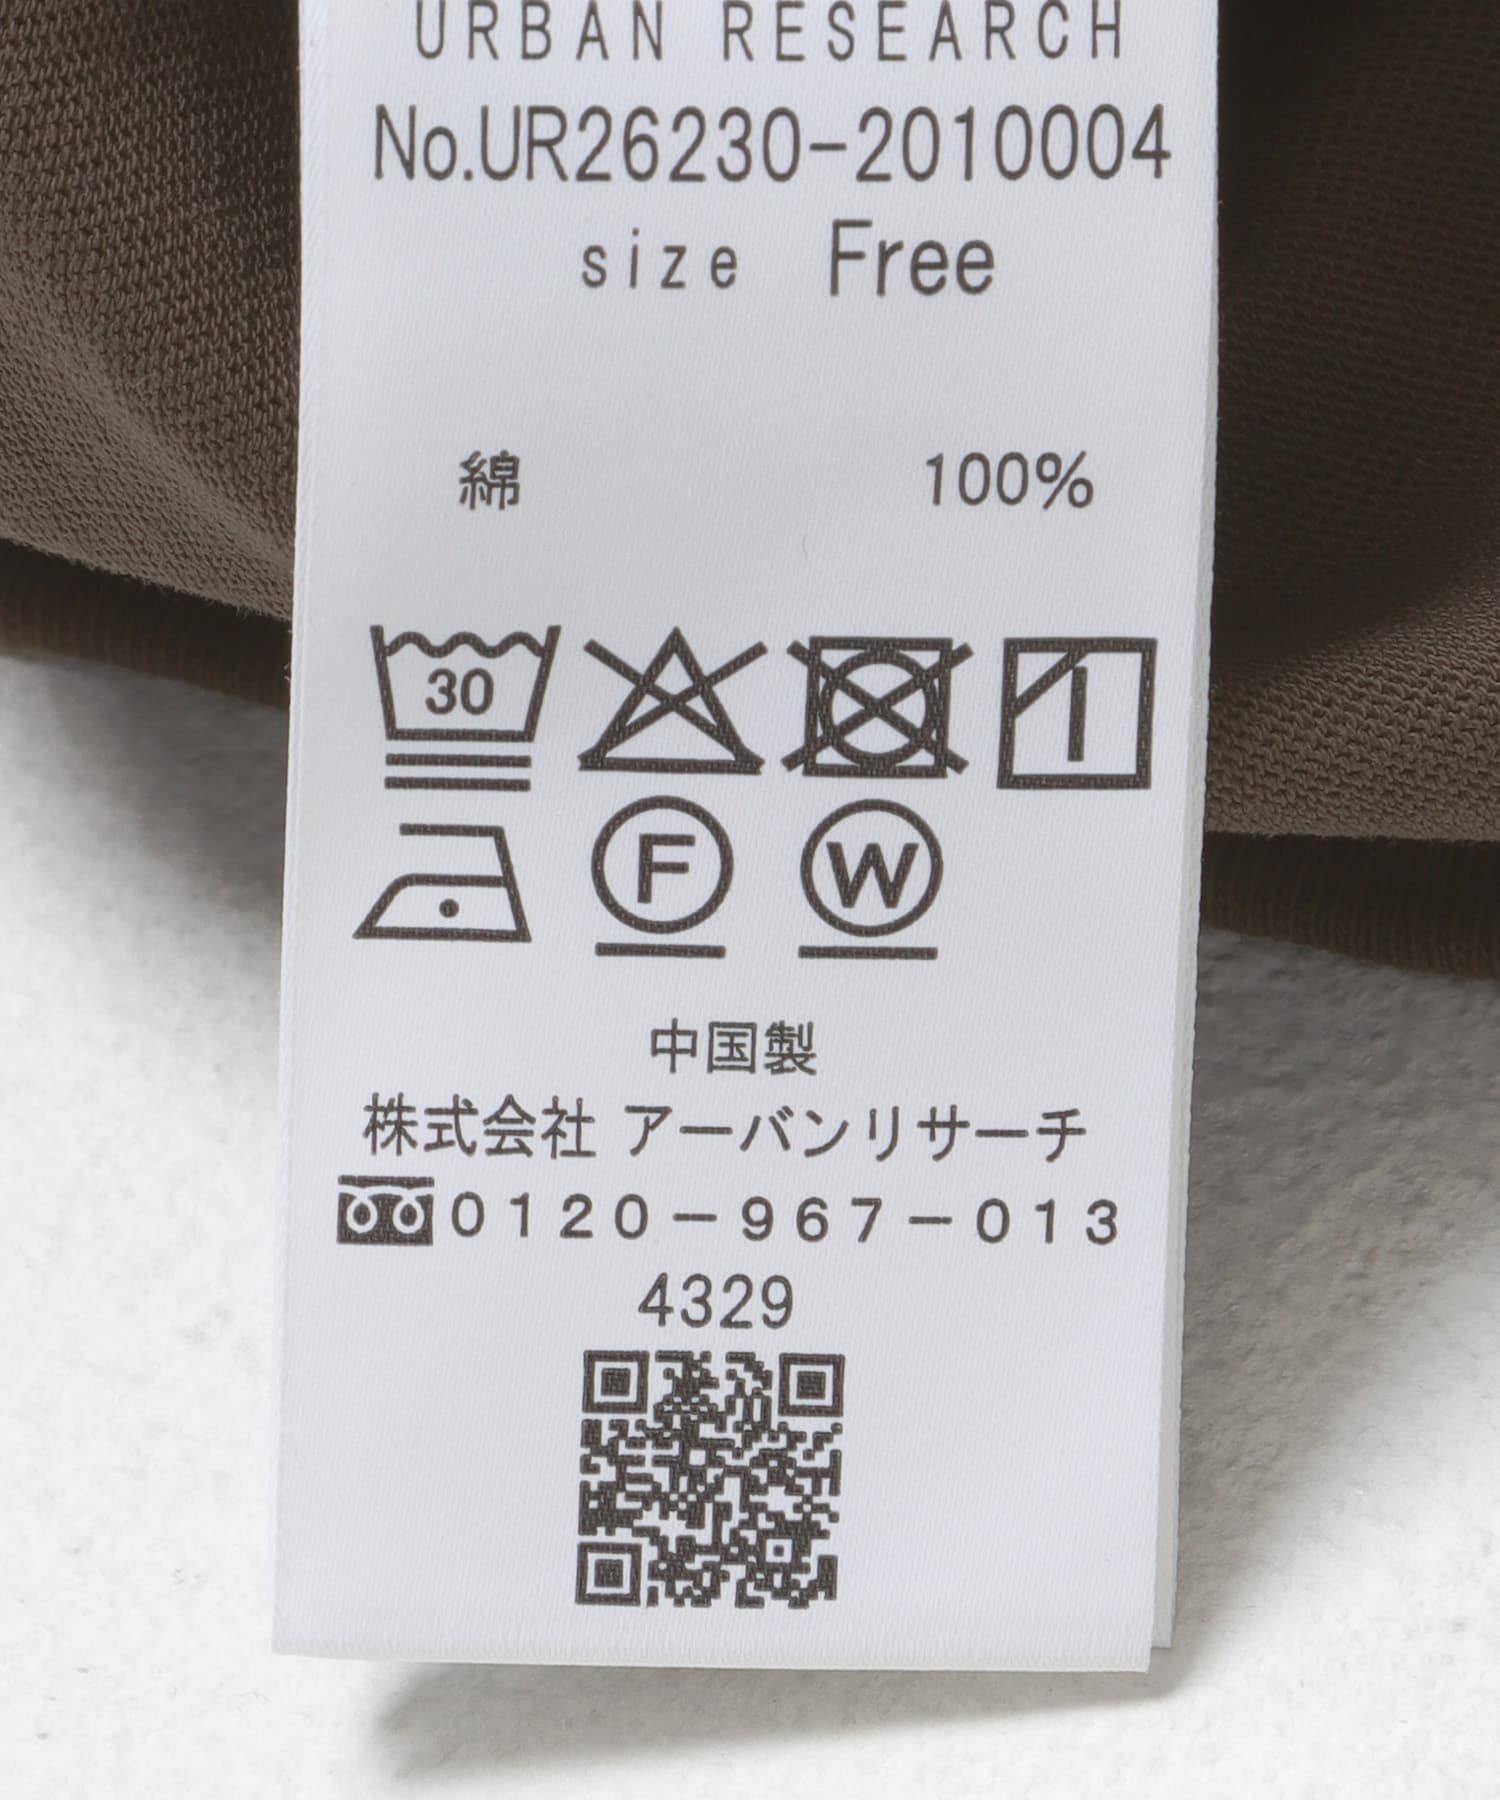 URBAN RESEARCH
No.UR26230-2010004
size Free
綿 100%
30
F W
中国製
株式会社 アーバンリサーチ
0120-967-013
4329